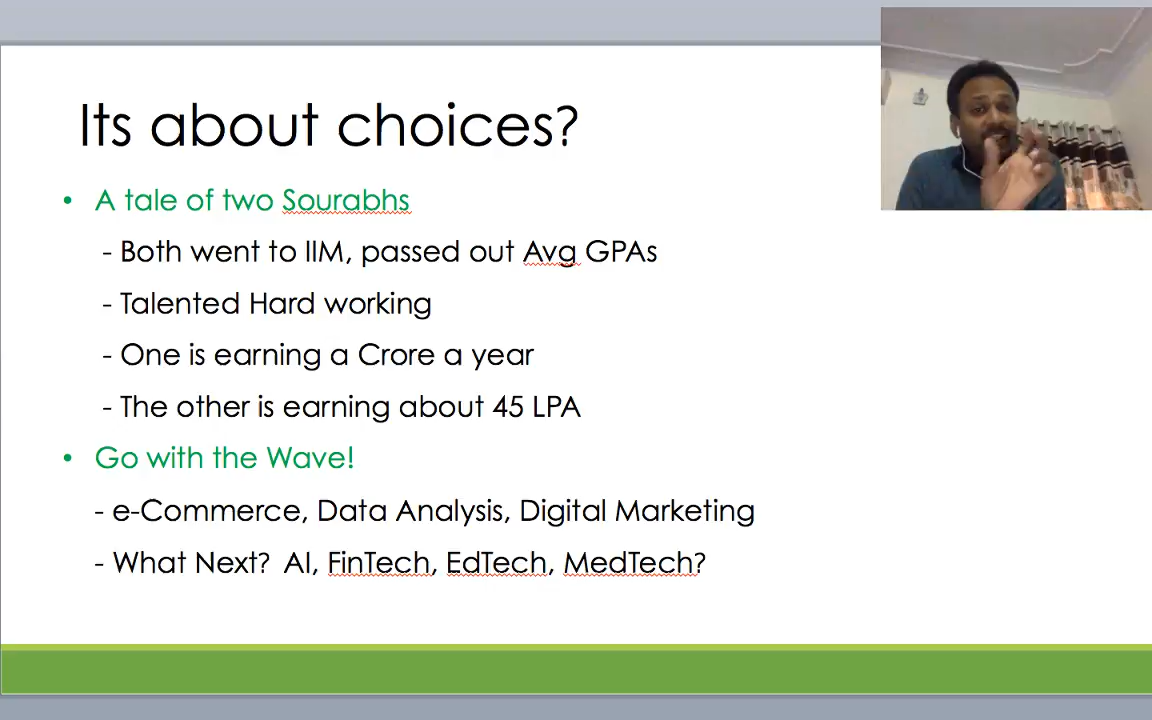 Its about choices?
• A tale of two Sourabhs
- Both went to IIM, passed out Avg GPAs
- Talented Hard working
- One is earning a Crore a year
- The other is earning about 45 LPA
• Go with the Wave!
- e-Commerce, Data Analysis, Digital Marketing
- What Next? AI, FinTech, EdTech, MedTech?